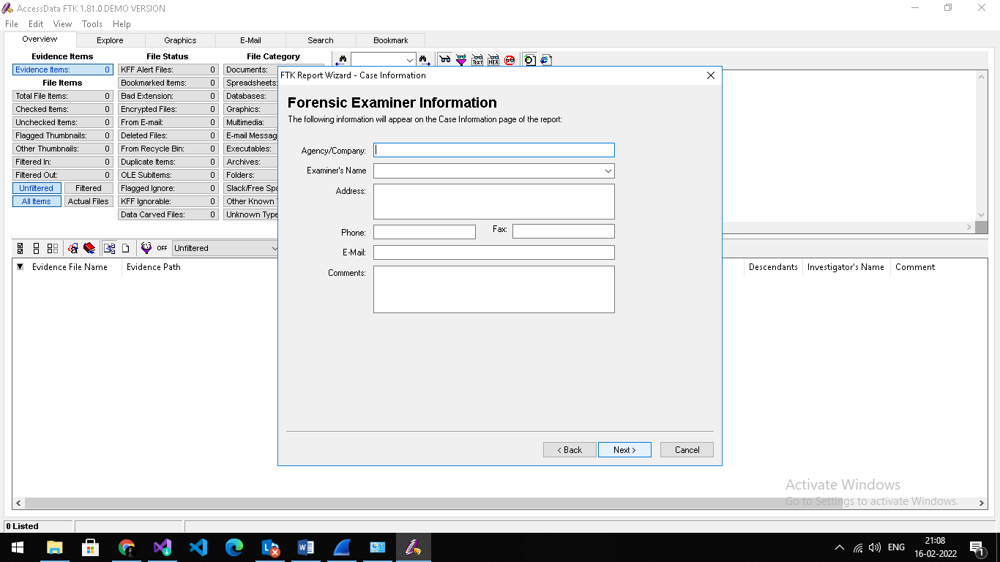 AccessData FTK 1.81.0 DEMO VERSION
File Edit View Tools Help
Overview Explore Graphics E-Mail Search Bookmark
Evidence Items File Status File Category
Evidence Items: 0 KFF Alert Files: 0 Documents:
File Items Bookmarked Items: 0 Spreadsheets:
Total File Items: 0 Bad Extension: 0 Databases:
Checked Items: 0 Encrypted Files: 0 Graphics:
Unchecked Items: 0 From E-mail: 0 Multimedia:
Flagged Thumbnails: 0 Deleted Files: 0 E-mail Messag
Other Thumbnails: 0 From Recycle Bin: 0 Executables:
Filtered In: 0 Duplicate Items: 0 Archives:
Filtered Out: 0 OLE Subitems: 0 Folders:
Unfiltered Filtered Flagged Ignore: 0 Slack/Free Spa
All Items Actual Files KFF Ignorable: 0 Other Known
Data Carved Files: 0 Unknown Type
TEXT HEX
FTK Report Wizard - Case Information
Forensic Examiner Information
The following information will appear on the Case Information page of the report:
Agency/Company:
Examiner's Name
Address:
Phone: Fax:
E-Mail:
Comments:
< Back Next > Cancel
OFF Unfiltered
Evidence File Name Evidence Path Descendants Investigator's Name Comment
Activate Windows
Go to Settings to activate Windows.
0 Listed
ENG 21:08
16-02-2022
1